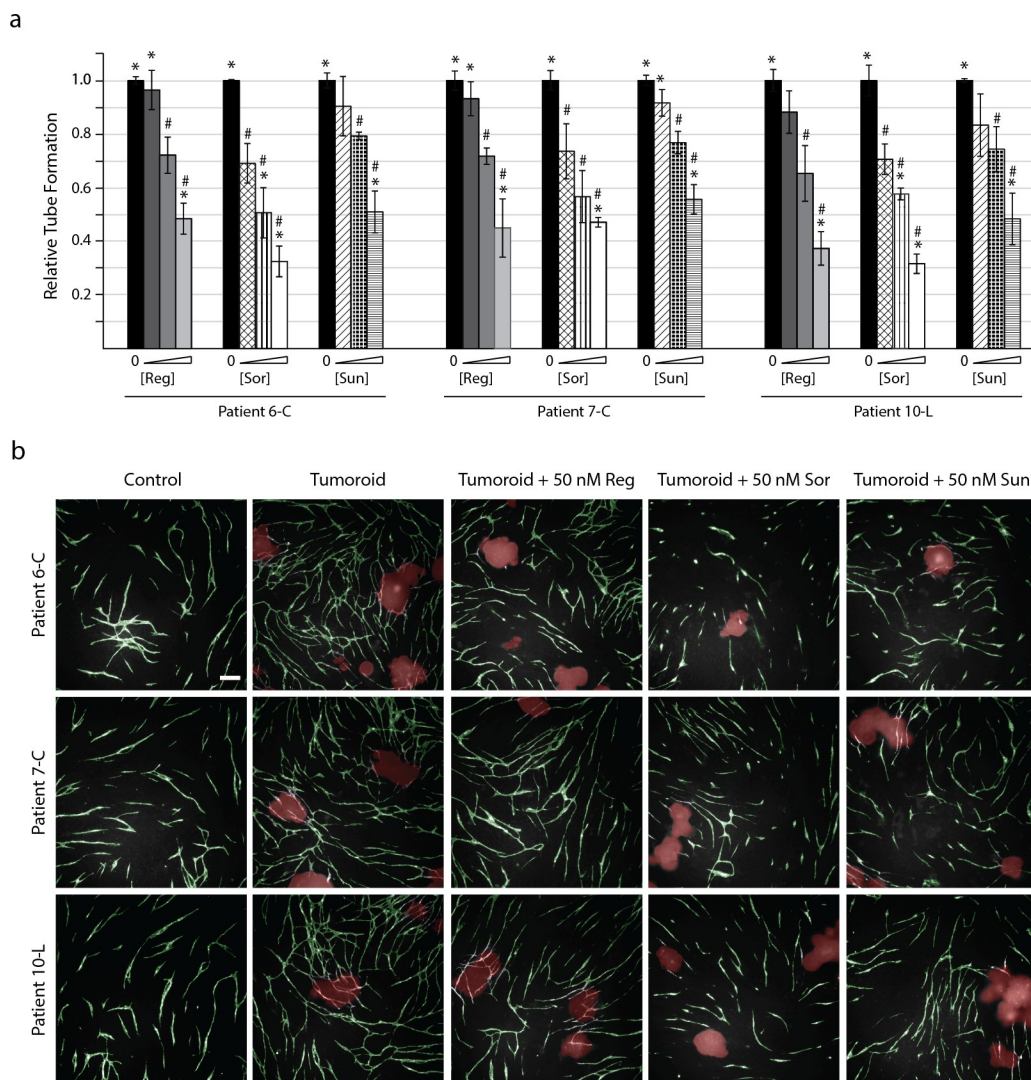 a
Relative Tube Formation
1.0
0.8
0.6
0.4
0.2
* * # # * * # # * # * * # # *
* * # # * * # # # * * * # # *
* # # * * # # * # * * # # *
0 0 0 0 0 0 0 0 0
[Reg] [Sor] [Sun] [Reg] [Sor] [Sun] [Reg] [Sor] [Sun]
Patient 6-C Patient 7-C Patient 10-L
b
Control Tumoroid Tumoroid + 50 nM Reg Tumoroid + 50 nM Sor Tumoroid + 50 nM Sun
Patient 6-C
Patient 7-C
Patient 10-L